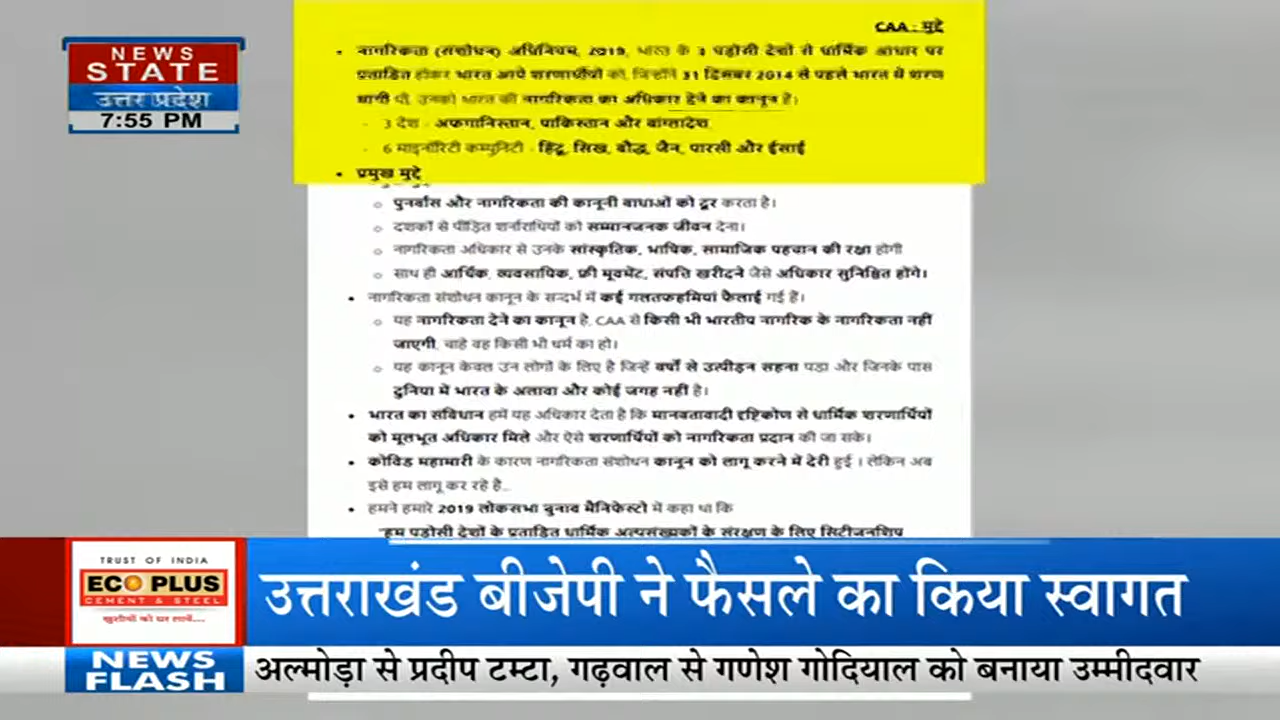 NEWS
STATE
उत्तर प्रदेश
7:55 PM
CAA : मुद्दे
• नागरिकता (संशोधन) अधिनियम, 2019, भारत के 3 पड़ोसी देशों से धार्मिक आधार पर
प्रताड़ित होकर भारत आये शरणार्थीयों को, जिन्होंने 31 दिसंबर 2014 से पहले भारत में शरण
मांगी थी, उनको भारत की नागरिकता का अधिकार देने का कानून है।
- 3 देश - अफगानिस्तान, पाकिस्तान और बांग्लादेश
- 6 माइनॉरिटी कम्युनिटी - हिंदू, सिख, बौद्ध, जैन, पारसी और ईसाई
• प्रमुख मुद्दे
○ पुनर्वास और नागरिकता की कानूनी बाधाओं को दूर करता है।
○ दशकों से पीड़ित शर्नार्थियों को सम्मानजनक जीवन देना।
○ नागरिकता अधिकार से उनके सांस्कृतिक, भाषिक, सामाजिक पहचान की रक्षा होगी
○ साथ ही आर्थिक, व्यवसायिक, फ्री मूवमेंट, संपत्ति खरीदने जैसे अधिकार सुनिश्चित होंगे।
• नागरिकता संशोधन कानून के सन्दर्भ में कई गलतफहमियां फैलाई गई हैं।
○ यह नागरिकता देने का कानून है, CAA से किसी भी भारतीय नागरिक के नागरिकता नहीं
जाएगी, चाहे वह किसी भी धर्म का हो।
○ यह कानून केवल उन लोगों के लिए है जिन्हें वर्षों से उत्पीड़न सहना पड़ा और जिनके पास
दुनिया में भारत के अलावा और कोई जगह नहीं है।
• भारत का संविधान हमें यह अधिकार देता है कि मानवतावादी दृष्टिकोण से धार्मिक शरणार्थियों
को मूलभूत अधिकार मिले और ऐसे शरणार्थियों को नागरिकता प्रदान की जा सके।
• कोविड महामारी के कारण नागरिकता संशोधन कानून को लागू करने में देरी हुई । लेकिन अब
इसे हम लागू कर रहे है..
• हमने हमारे 2019 लोकसभा चुनाव मैनिफेस्टो में कहा था कि
"हम पड़ोसी देशों के प्रताड़ित धार्मिक अल्पसंख्यकों के संरक्षण के लिए सिटीजनशिप
TRUST OF INDIA
ECO PLUS
CEMENT & STEEL
खुशीयों को घर लायें....
उत्तराखंड बीजेपी ने फैसले का किया स्वागत
NEWS
FLASH
अल्मोड़ा से प्रदीप टम्टा, गढ़वाल से गणेश गोदियाल को बनाया उम्मीदवार